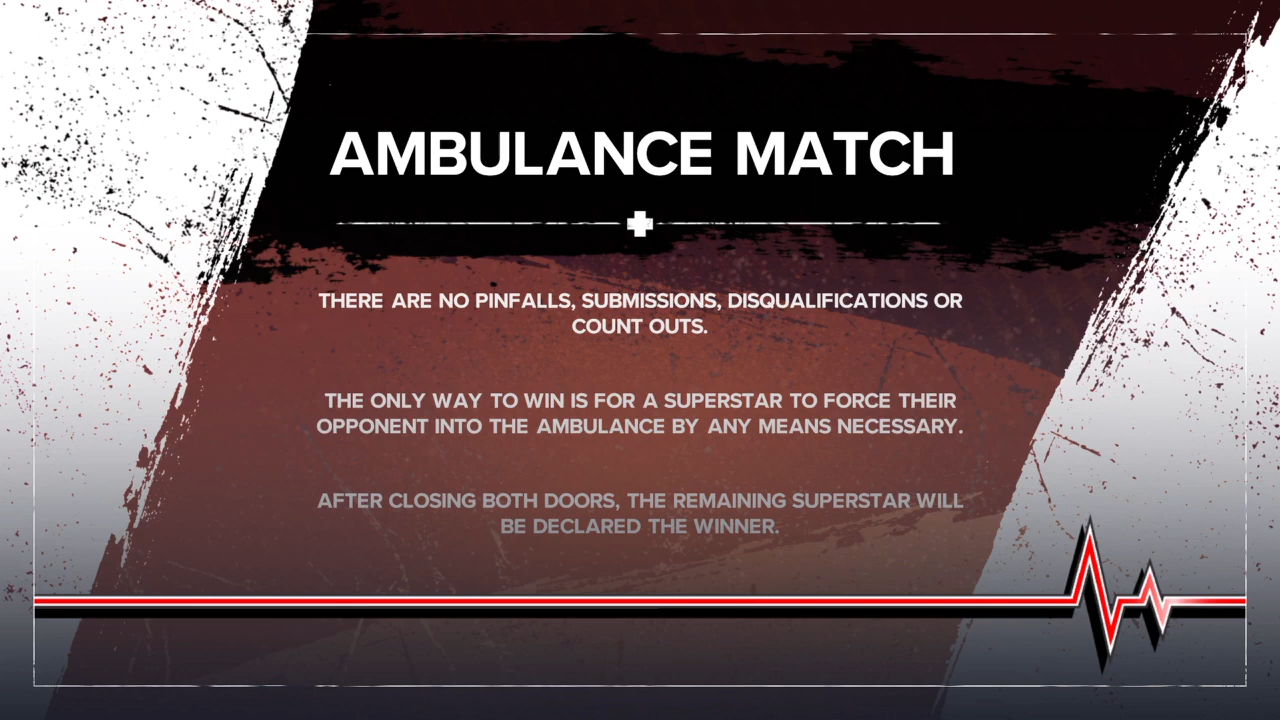 AMBULANCE MATCH
THERE ARE NO PINFALLS, SUBMISSIONS, DISQUALIFICATIONS OR
COUNT OUTS.
THE ONLY WAY TO WIN IS FOR A SUPERSTAR TO FORCE THEIR
OPPONENT INTO THE AMBULANCE BY ANY MEANS NECESSARY.
AFTER CLOSING BOTH DOORS, THE REMAINING SUPERSTAR WILL
BE DECLARED THE WINNER.